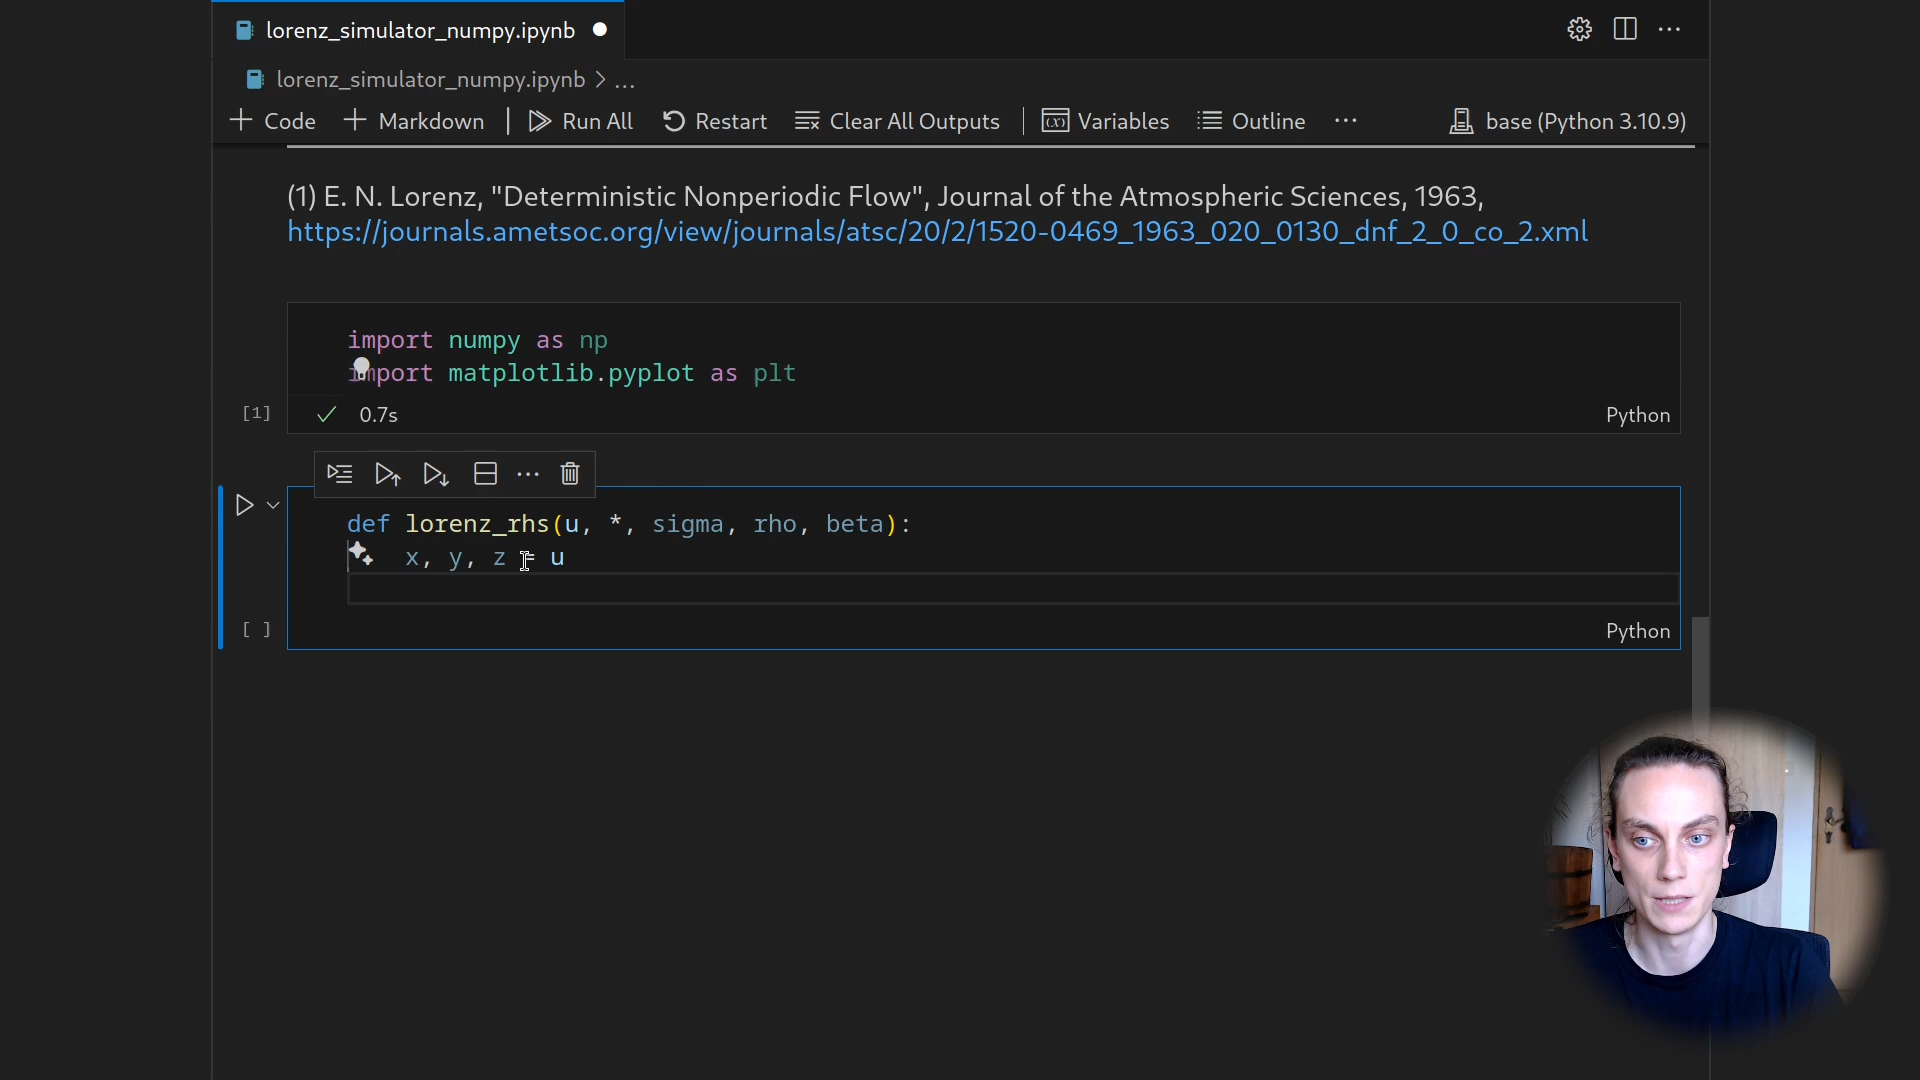 lorenz_simulator_numpy.ipynb
lorenz_simulator_numpy.ipynb > ...
Code Markdown Run All Restart Clear All Outputs Variables Outline ... base (Python 3.10.9)
(1) E. N. Lorenz, "Deterministic Nonperiodic Flow", Journal of the Atmospheric Sciences, 1963,
https://journals.ametsoc.org/view/journals/atsc/20/2/1520-0469_1963_020_0130_dnf_2_0_co_2.xml
import numpy as np
import matplotlib.pyplot as plt
[1] 0.7s Python
def lorenz_rhs(u, *, sigma, rho, beta):
x, y, z = u
[ ] Python